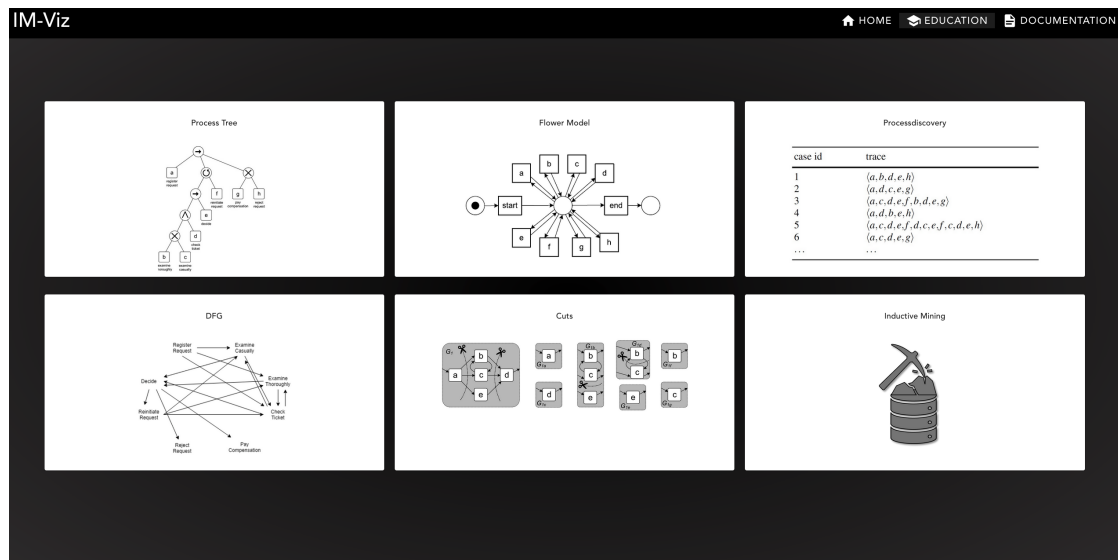 IM-Viz
HOME
EDUCATION
DOCUMENTATION
Process Tree
a
register
request
f
reinitiate
request
g
pay
compensation
h
reject
request
e
decide
d
check
ticket
b
examine
thoroughly
c
examine
casually
Flower Model
a
b
c
d
start
end
e
f
g
h
Processdiscovery
case id trace
1 ⟨a,b,d,e,h⟩
2 ⟨a,d,c,e,g⟩
3 ⟨a,c,d,e,f,b,d,e,g⟩
4 ⟨a,d,b,e,h⟩
5 ⟨a,c,d,e,f,d,c,e,f,c,d,e,h⟩
6 ⟨a,c,d,e,g⟩
... ...
DFG
Register
Request
Examine
Casually
Decide
Examine
Thoroughly
Reinitiate
Request
Check
Ticket
Reject
Request
Pay
Compensation
Cuts
a
b
c
e
d
a
d
b
c
e
b
c
e
b
c
Inductive Mining